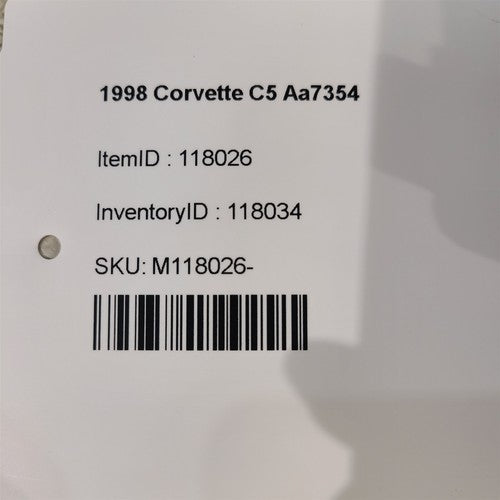 1998 Corvette C5 Aa7354
ItemID : 118026
InventoryID : 118034
SKU: M118026-